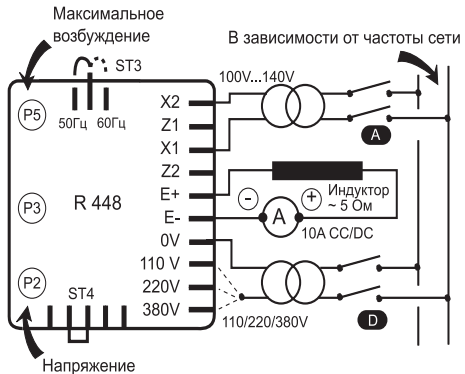 Максимальное
возбуждение
В зависимости от частоты сети
ST3
100V...140V
50Гц 60Гц
P5
X2
Z1
X1
A
Z2
E+
E-
P3
R 448
Индуктор
~ 5 Ом
- A +
10A CC/DC
0V
110 V
220V
380V
P2
ST4
110/220/380V
D
Напряжение